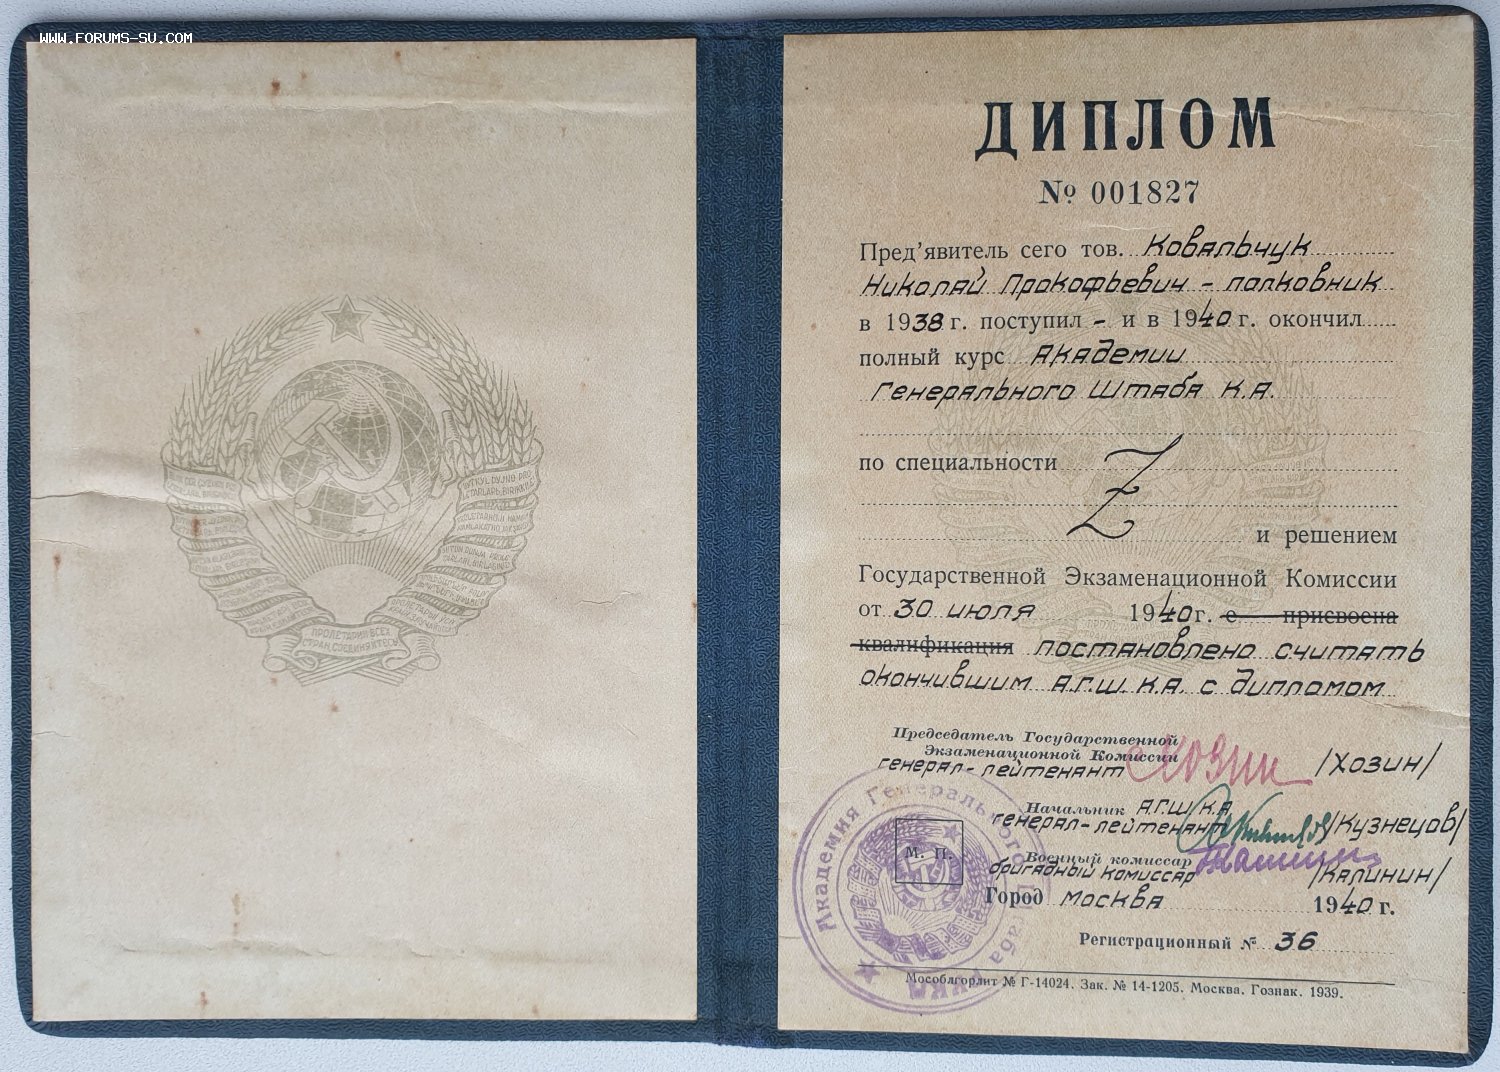 WWW.FORUMS-SU.COM
ПРОЛЕТАРИИ ВСЕХ
СТРАН, СОЕДИНЯЙТЕСЬ
ДИПЛОМ
№ 001827
Пред'явитель сего тов. Ковальчук
Николай Прокофьевич - полковник
в 1938 г. поступил - и в 1940 г. окончил
полный курс Академии
Генерального Штаба К.А.
по специальности Z
и решением
Государственной Экзаменационной Комиссии
от 30 июля 1940 г. е присвоена
квалификация постановлено считать
окончившим А.Г.Ш. К.А. с дипломом
Председатель Государственной
Экзаменационной Комиссии
генерал-лейтенант Хозин /Хозин/
Начальник А.Г.Ш К.А
генерал-лейтенант /Кузнецов/
Военный комиссар
бригадный комиссар Калинин /Калинин/
М. П.
Академия Генерального Штаба РККА
Город Москва 1940 г.
Регистрационный № 36
Мособлгорлит № Г-14024. Зак. № 14-1205. Москва. Гознак. 1939.